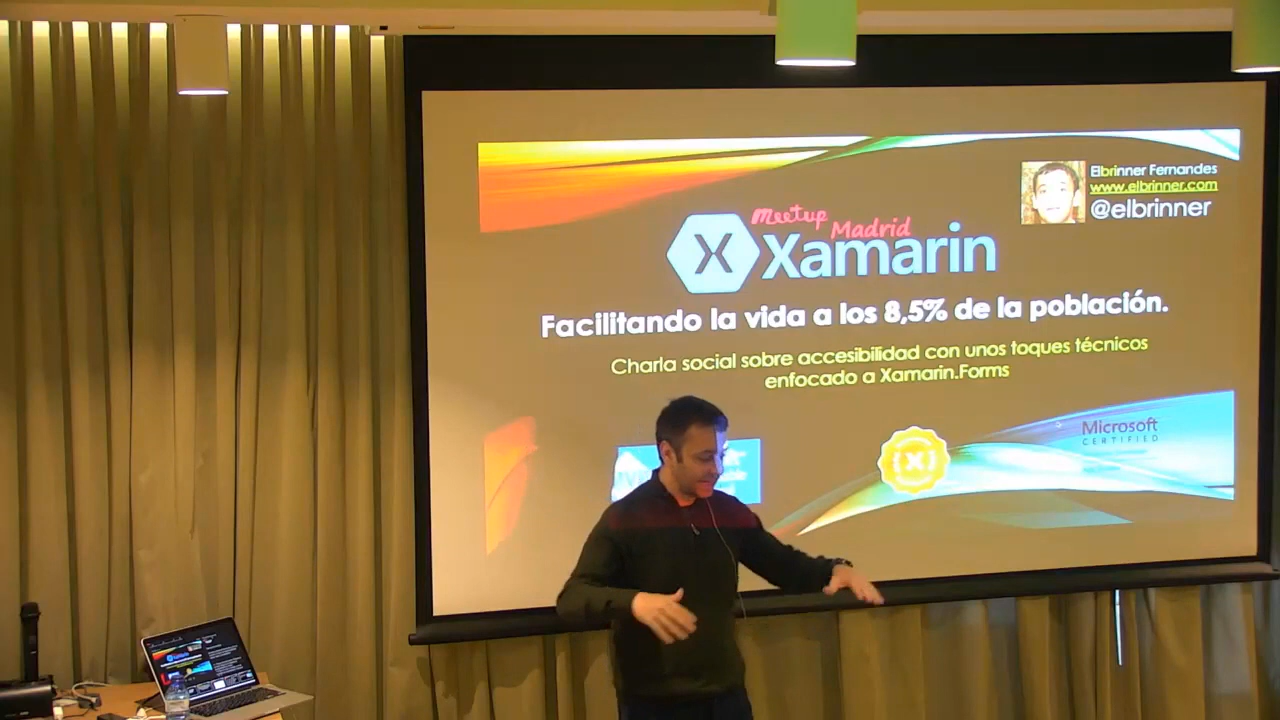 Elbrinner Fernandes
www.elbrinner.com
@elbrinner
meetup
Madrid
Xamarin
Facilitando la vida a los 8,5% de la población.
Charla social sobre accesibilidad con unos toques técnicos
enfocado a Xamarin.Forms
Microsoft
CERTIFIED